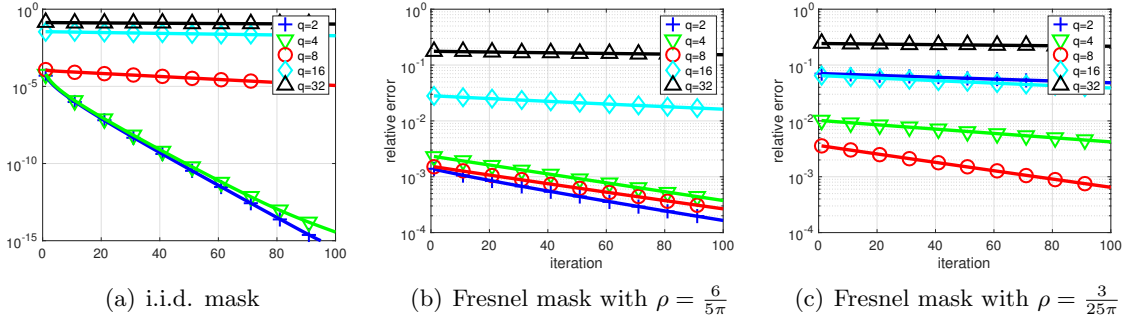 10^0
10^-5
10^-10
10^-15
0 20 40 60 80 100
q=2
q=4
q=8
q=16
q=32
(a) i.i.d. mask
relative error
10^0
10^-1
10^-2
10^-3
10^-4
0 20 40 60 80 100
iteration
q=2
q=4
q=8
q=16
q=32
(b) Fresnel mask with ρ = 6/5π
relative error
10^0
10^-1
10^-2
10^-3
10^-4
0 20 40 60 80 100
iteration
q=2
q=4
q=8
q=16
q=32
(c) Fresnel mask with ρ = 3/25π